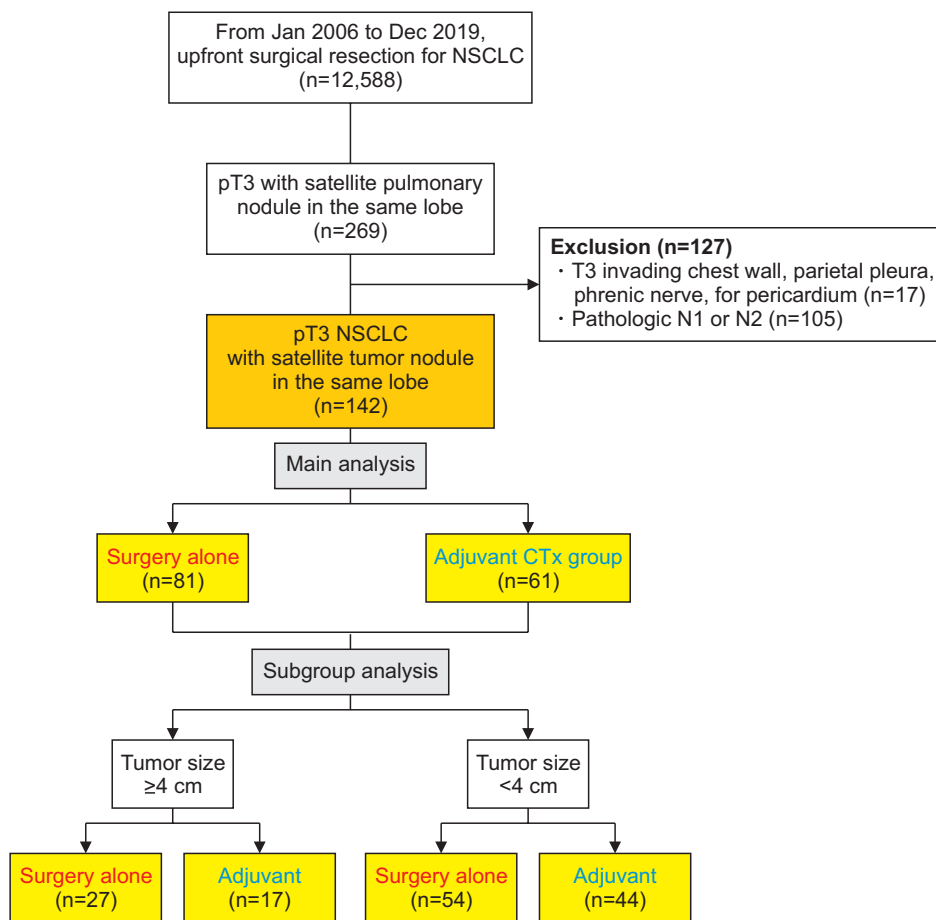 From Jan 2006 to Dec 2019,
upfront surgical resection for NSCLC
(n=12,588)
pT3 with satellite pulmonary
nodule in the same lobe
(n=269)
Exclusion (n=127)
· T3 invading chest wall, parietal pleura,
phrenic nerve, for pericardium (n=17)
· Pathologic N1 or N2 (n=105)
pT3 NSCLC
with satellite tumor nodule
in the same lobe
(n=142)
Main analysis
Surgery alone
(n=81)
Adjuvant CTx group
(n=61)
Subgroup analysis
Tumor size
≥4 cm
Tumor size
<4 cm
Surgery alone
(n=27)
Adjuvant
(n=17)
Surgery alone
(n=54)
Adjuvant
(n=44)